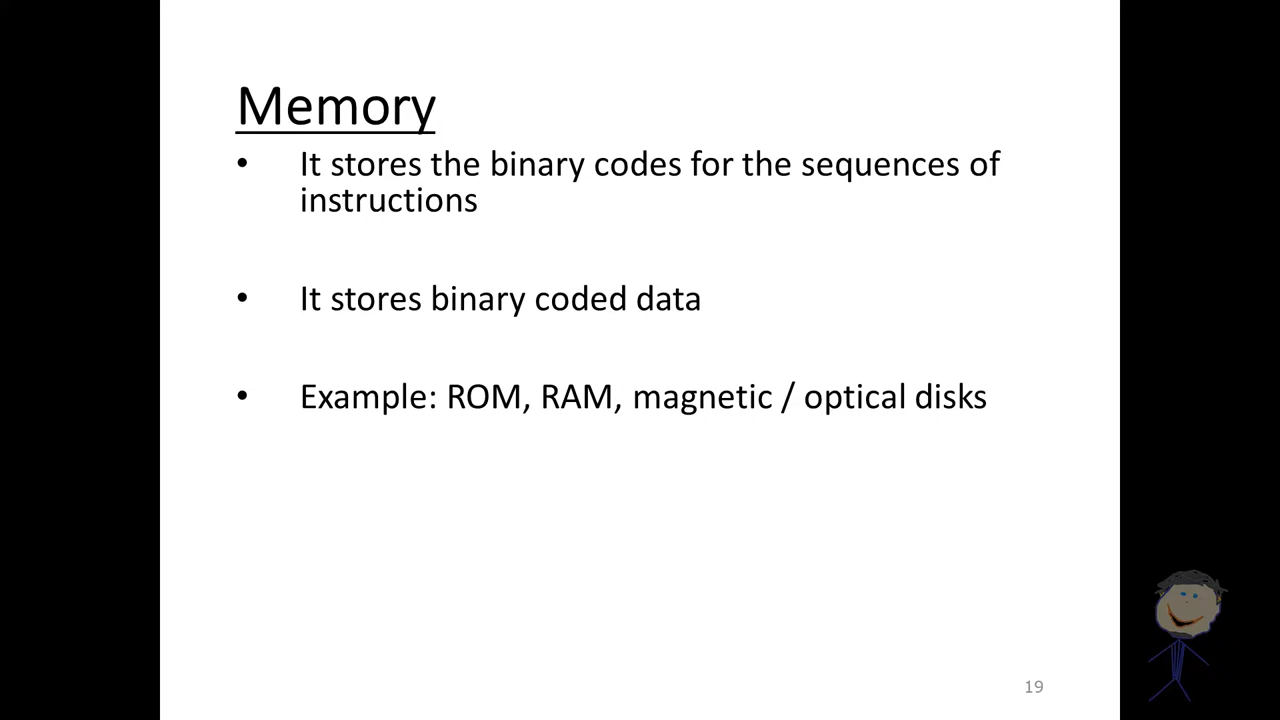 Memory
• It stores the binary codes for the sequences of
instructions
• It stores binary coded data
• Example: ROM, RAM, magnetic / optical disks
19